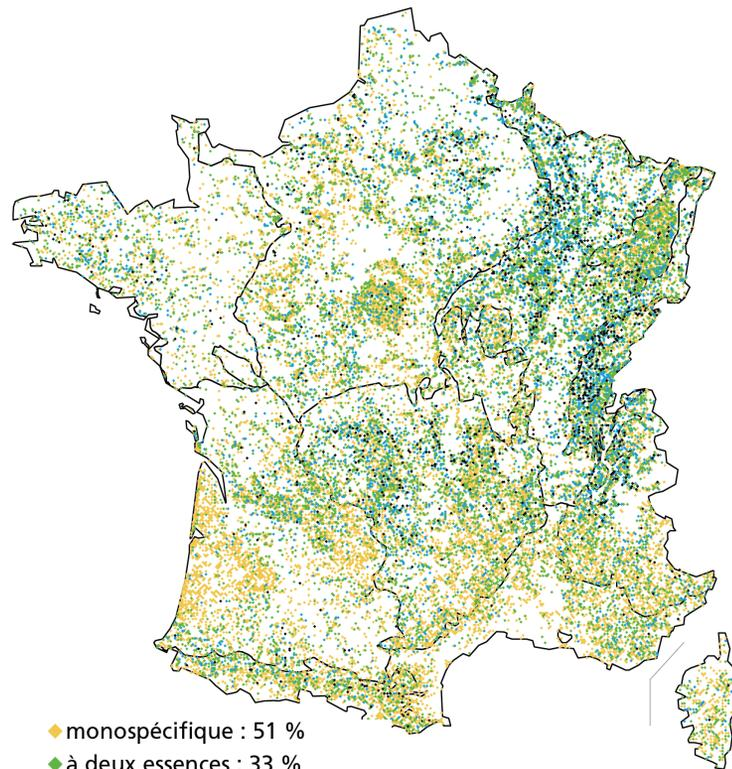 monospécifique : 51 %
à deux essences : 33 %